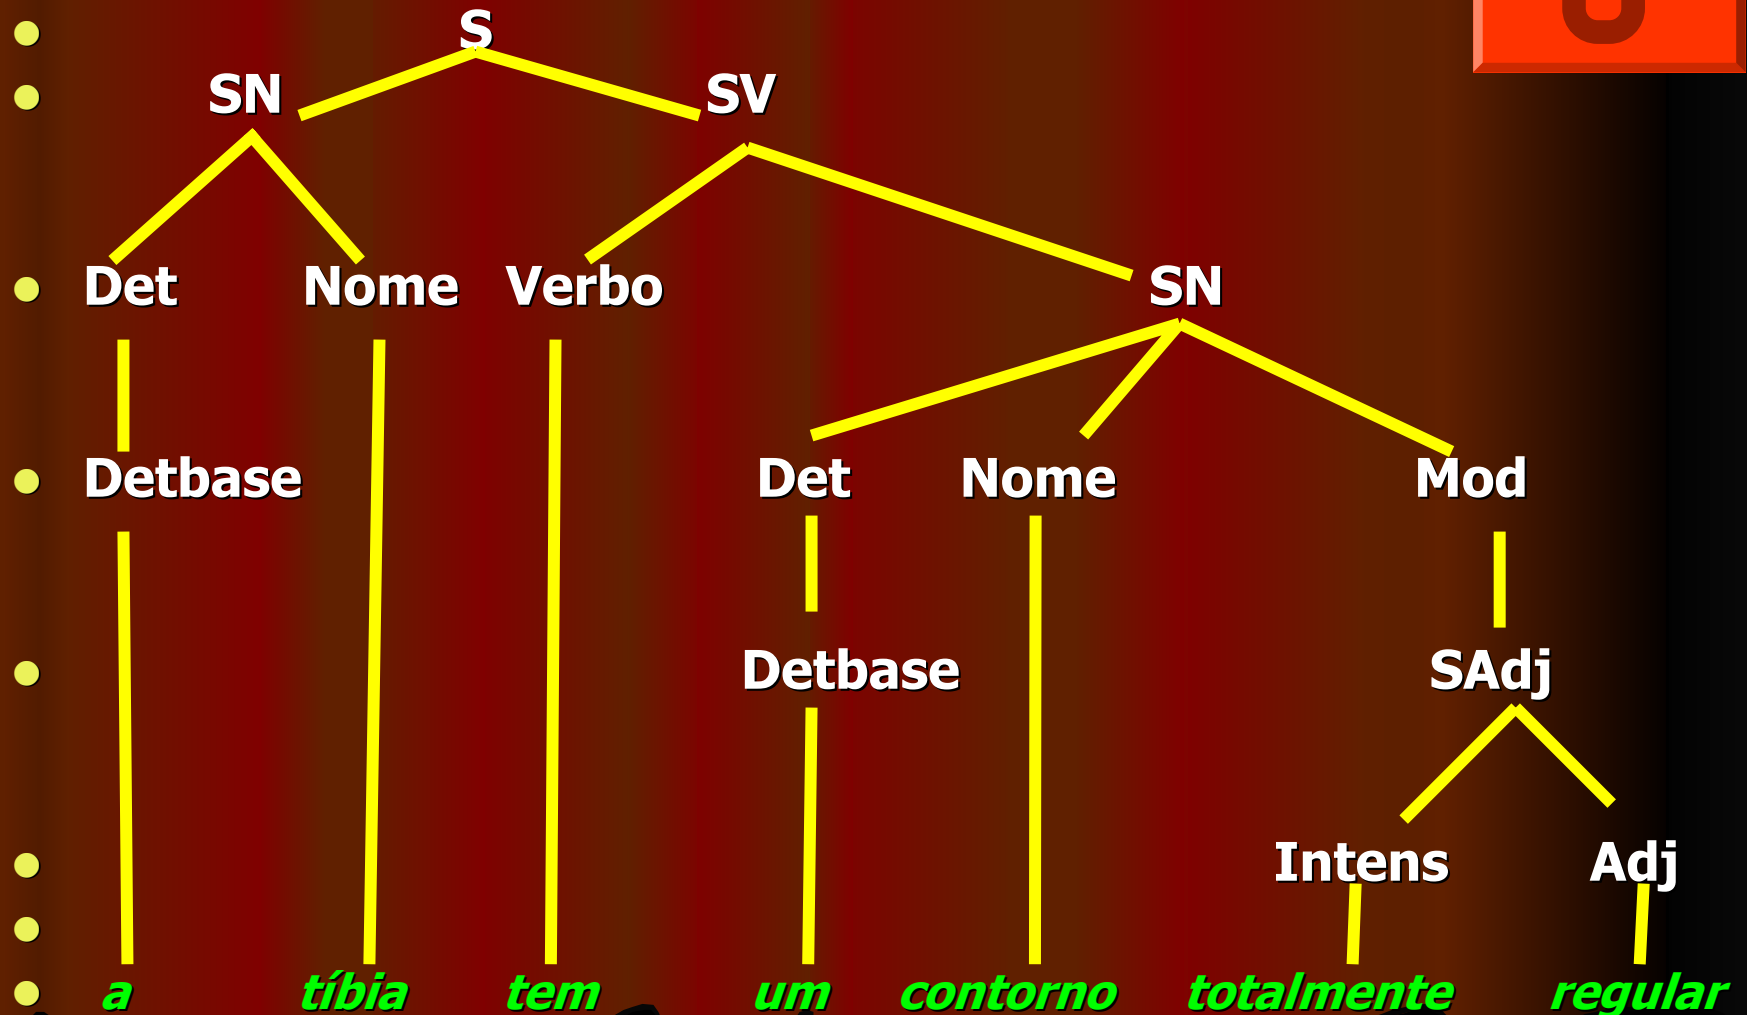 S
SN SV
Det Nome Verbo SN
Detbase Det Nome Mod
Detbase SAdj
Intens Adj
a tíbia tem um contorno totalmente regular